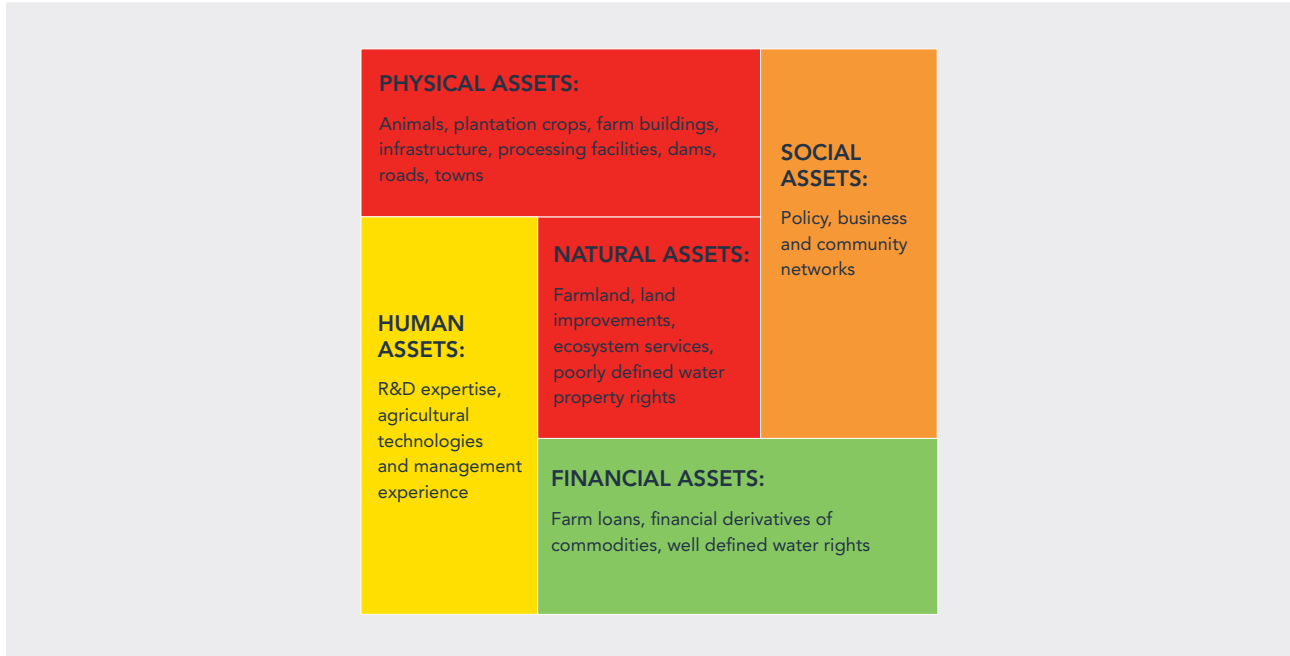 PHYSICAL ASSETS:
Animals, plantation crops, farm buildings,
infrastructure, processing facilities, dams,
roads, towns
SOCIAL
ASSETS:
Policy, business
and community
networks
HUMAN
ASSETS:
R&D expertise,
agricultural
technologies
and management
experience
NATURAL ASSETS:
Farmland, land
improvements,
ecosystem services,
poorly defined water
property rights
FINANCIAL ASSETS:
Farm loans, financial derivatives of
commodities, well defined water rights